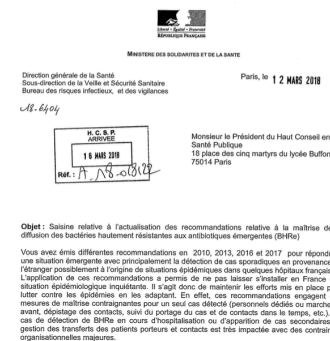 Liberté • Égalité • Fraternité
RÉPUBLIQUE FRANÇAISE
MINISTERE DES SOLIDARITES ET DE LA SANTE
Direction générale de la Santé
Sous-direction de la Veille et Sécurité Sanitaire
Bureau des risques infectieux, et des vigilances
Paris, le 12 MARS 2018
18-6404
H. C. S. P.
ARRIVEE
16 MARS 2018
Réf. : A
Monsieur le Président du Haut Conseil en
Santé Publique
18 place des cinq martyrs du lycée Buffon
75014 Paris
Objet : Saisine relative à l'actualisation des recommandations relative à la maîtrise de
diffusion des bactéries hautement résistantes aux antibiotiques émergentes (BHRe)
Vous avez émis différentes recommandations en 2010, 2013, 2016 et 2017 pour répond
une situation émergente avec principalement la détection de cas sporadiques en provenance
l'étranger possiblement à l'origine de situations épidémiques dans quelques hôpitaux français
L'application de ces recommandations a permis de ne pas laisser s'installer en France
situation épidémiologique inquiétante. Il s'agit donc de maintenir les efforts mis en place p
lutter contre les épidémies en les adaptant. En effet, ces recommandations engagent
mesures de maîtrise contraignantes pour un seul cas détecté (personnels dédiés ou march
avant, dépistage des contacts, suivi du portage du cas et de contacts dans le temps, etc.).
cas de détection de BHRe en cours d'hospitalisation ou d'apparition de cas secondaires
gestion des transferts des patients porteurs et contacts est très impactée avec des contrain
organisationnelles majeures.